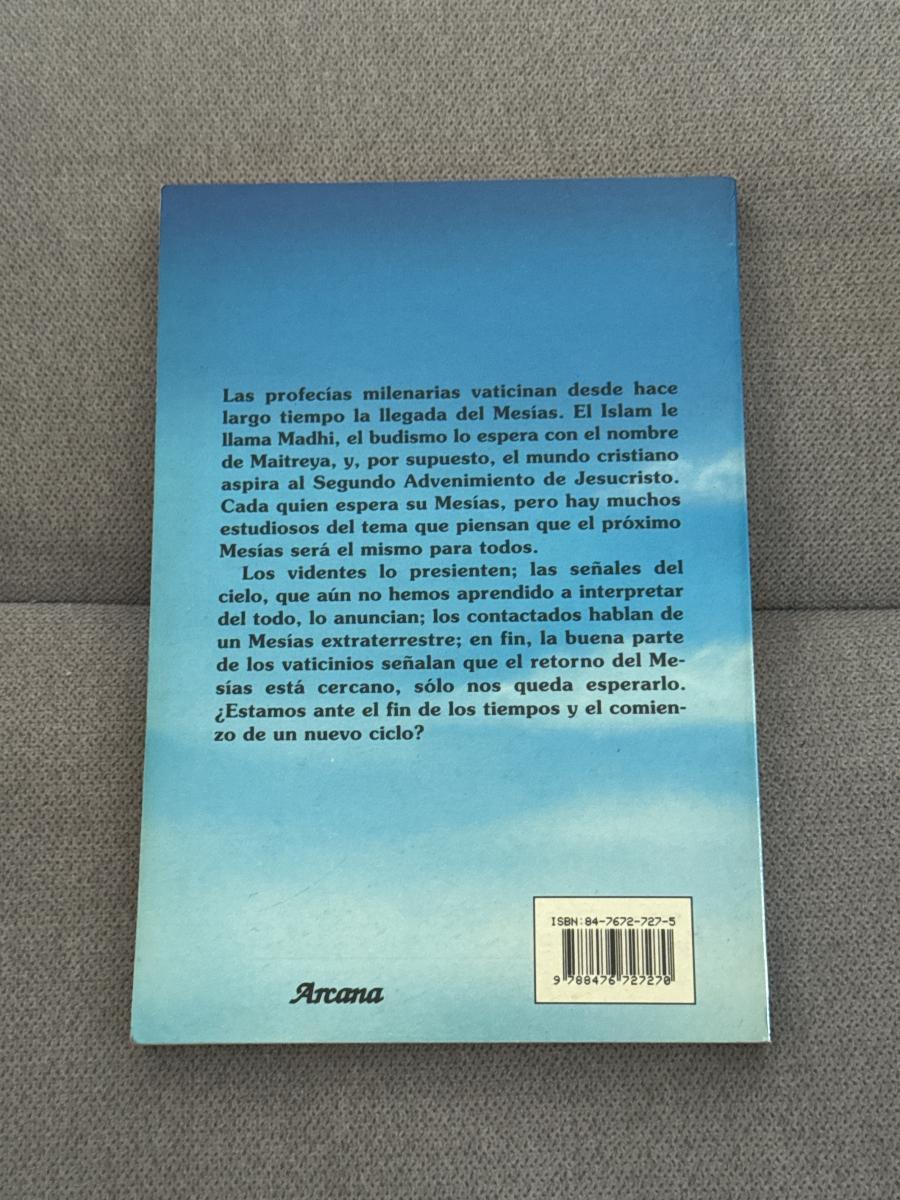 Las profecías milenarias vaticinan desde hace
largo tiempo la llegada del Mesías. El Islam le
llama Madhi, el budismo lo espera con el nombre
de Maitreya, y, por supuesto, el mundo cristiano
aspira al Segundo Advenimiento de Jesucristo.
Cada quien espera su Mesías, pero hay muchos
estudiosos del tema que piensan que el próximo
Mesías será el mismo para todos.
Los videntes lo presienten; las señales del
cielo, que aún no hemos aprendido a interpretar
del todo, lo anuncian; los contactados hablan de
un Mesías extraterrestre; en fin, la buena parte
de los vaticinios señalan que el retorno del Me-
sías está cercano, sólo nos queda esperarlo.
¿Estamos ante el fin de los tiempos y el comien-
zo de un nuevo ciclo?
ISBN:84-7672-727-5
9 788476 727270
Arcana